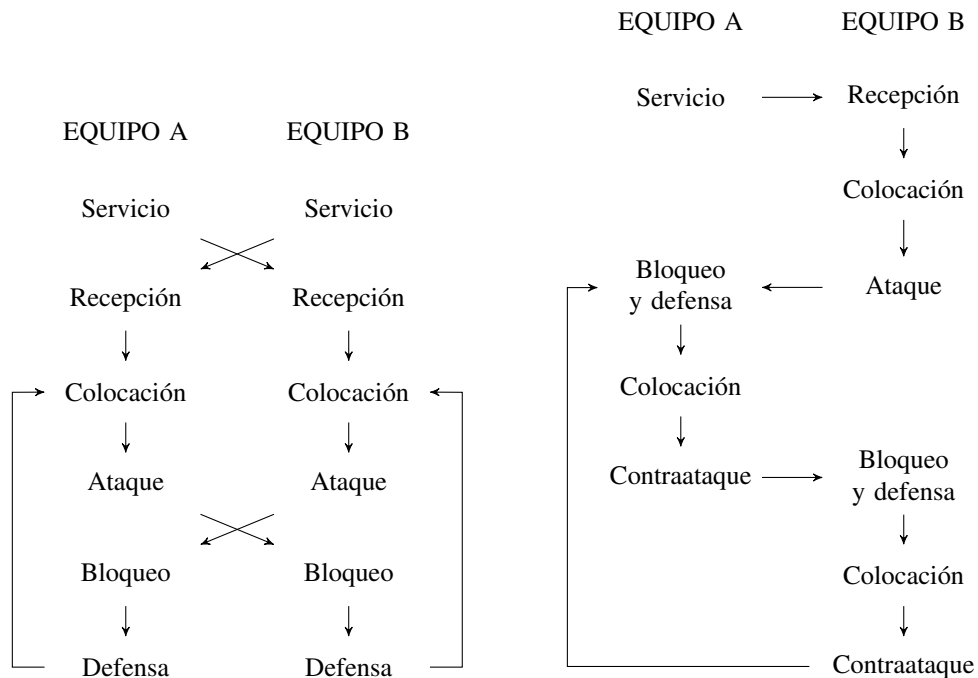 EQUIPO A EQUIPO B
Servicio Servicio
Recepción Recepción
Colocación Colocación
Ataque Ataque
Bloqueo Bloqueo
Defensa Defensa
EQUIPO A EQUIPO B
Servicio Recepción
Colocación
Bloqueo
y defensa
Ataque
Colocación
Contraataque
Bloqueo
y defensa
Colocación
Contraataque